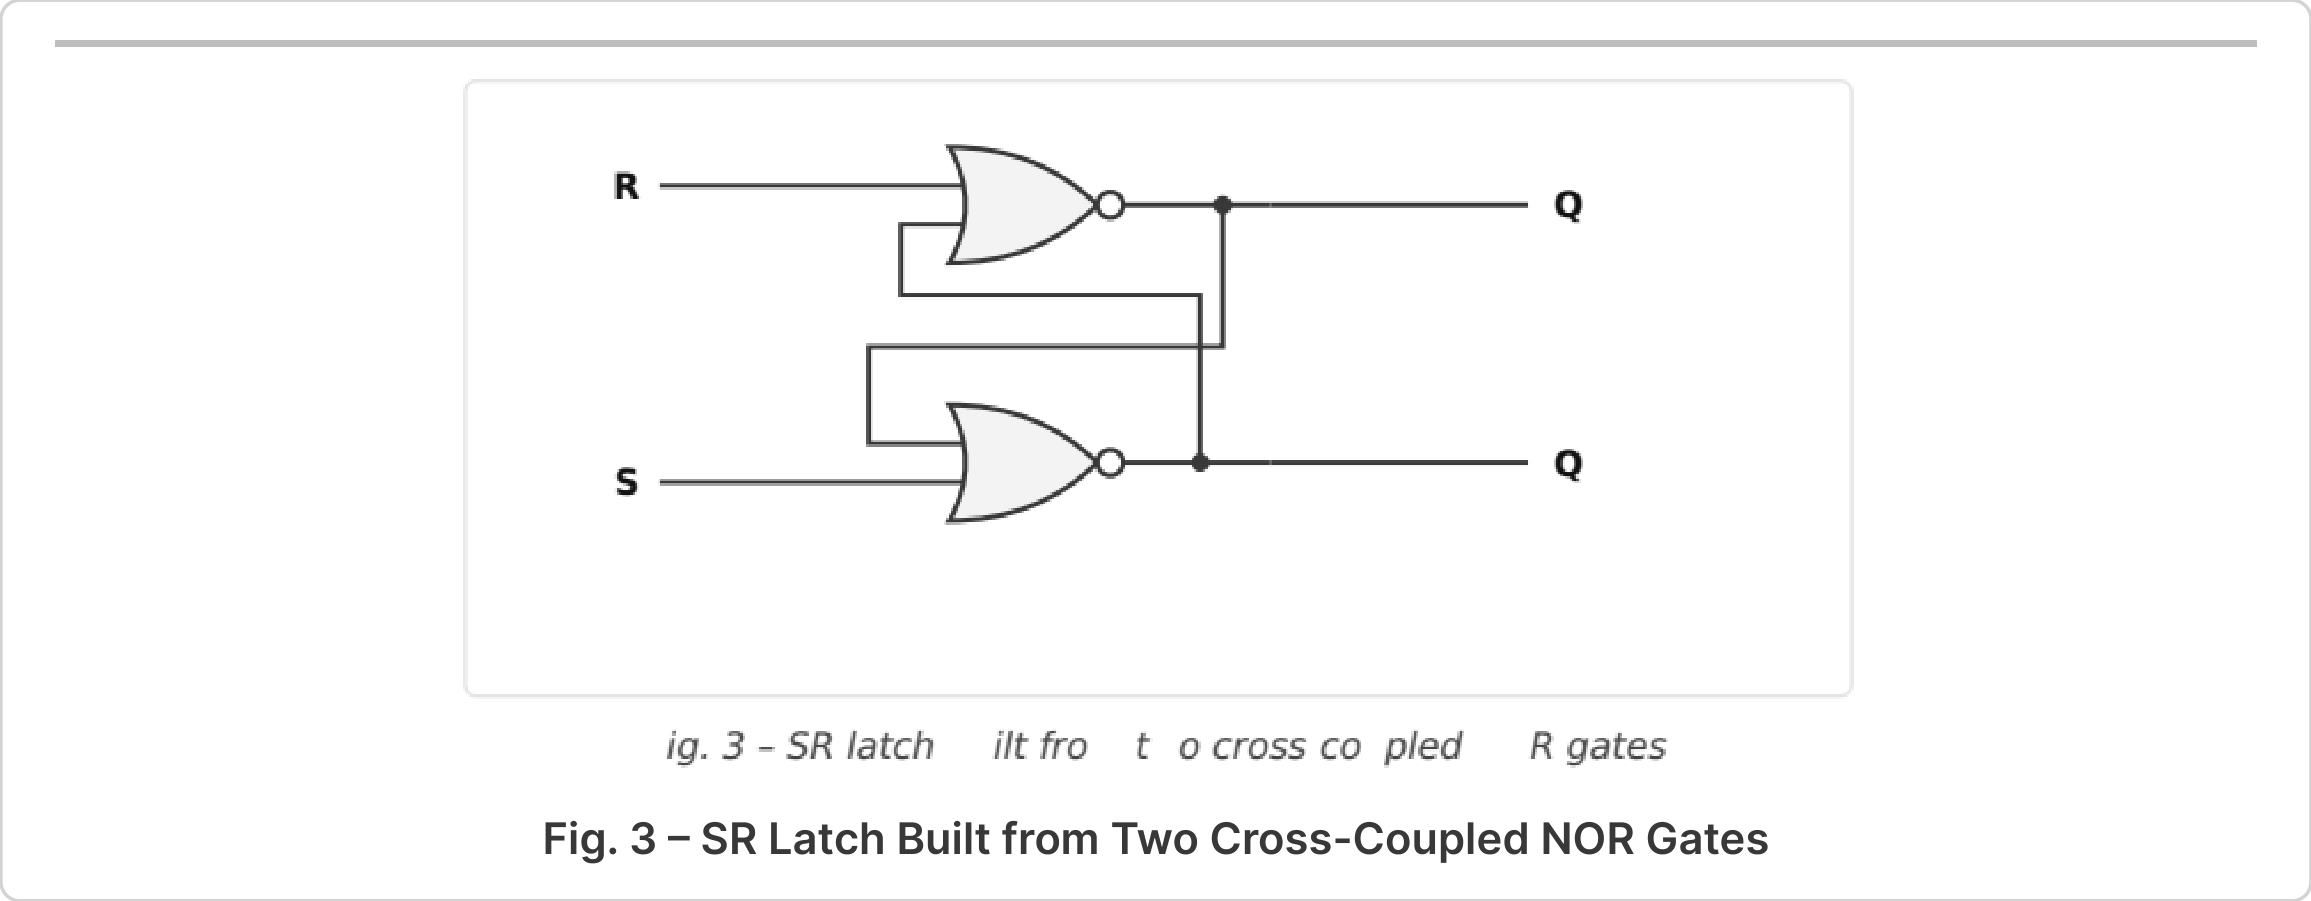 R
Q
S
Q
ig. 3 – SR latch ilt fro t o cross co pled R gates
Fig. 3 – SR Latch Built from Two Cross-Coupled NOR Gates